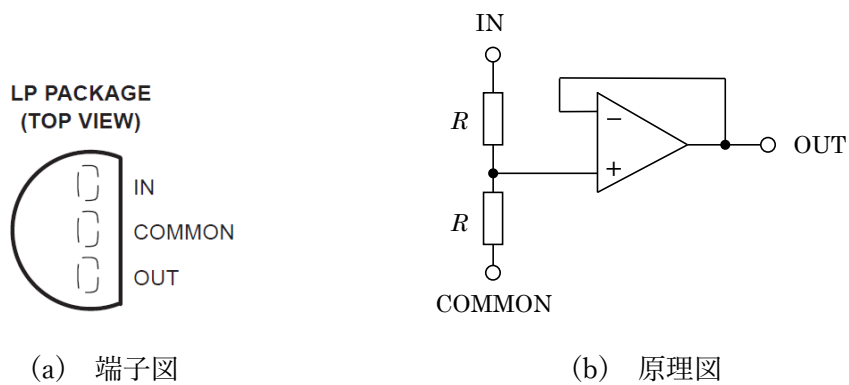 LP PACKAGE
(TOP VIEW)
IN
COMMON
OUT
(a) 端子図
IN
R
R
−
+
OUT
COMMON
(b) 原理図